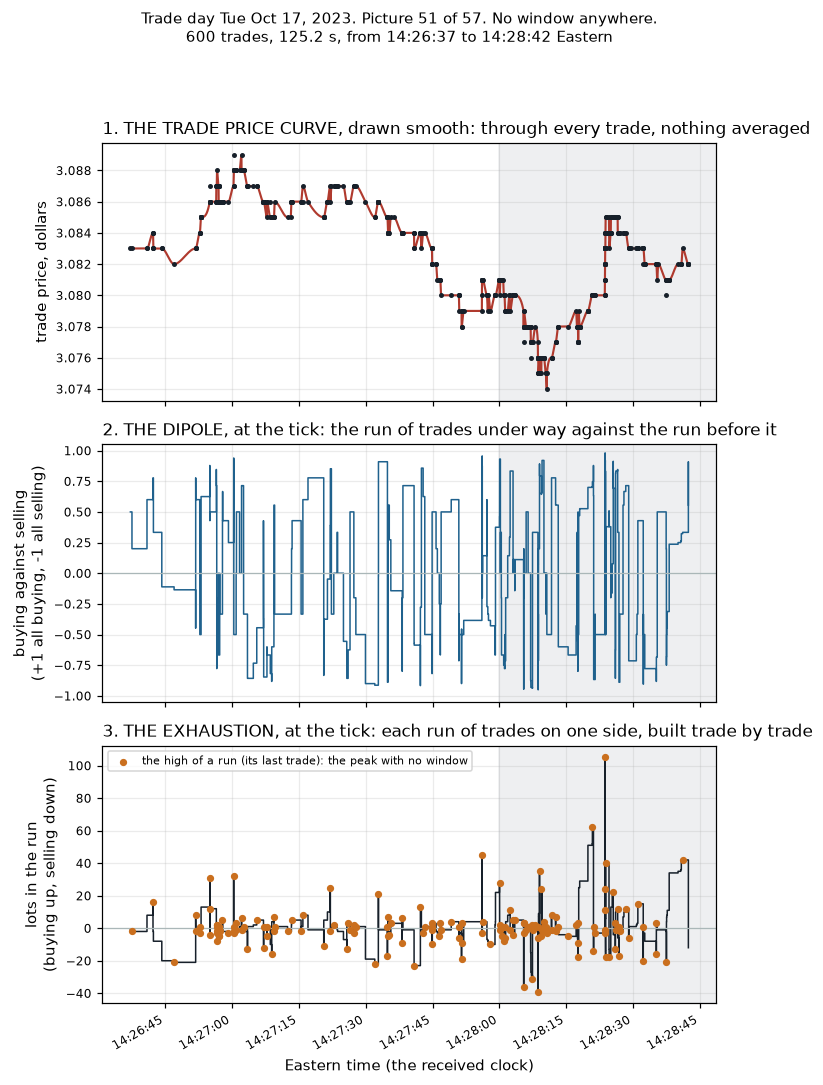 Trade day Tue Oct 17, 2023. Picture 51 of 57. No window anywhere.
600 trades, 125.2 s, from 14:26:37 to 14:28:42 Eastern
1. THE TRADE PRICE CURVE, drawn smooth: through every trade, nothing averaged
trade price, dollars
3.088
3.086
3.084
3.082
3.080
3.078
3.076
3.074
2. THE DIPOLE, at the tick: the run of trades under way against the run before it
buying against selling
(+1 all buying, -1 all selling)
1.00
0.75
0.50
0.25
0.00
−0.25
−0.50
−0.75
−1.00
3. THE EXHAUSTION, at the tick: each run of trades on one side, built trade by trade
the high of a run (its last trade): the peak with no window
lots in the run
(buying up, selling down)
100
80
60
40
20
0
−20
−40
14:26:45
14:27:00
14:27:15
14:27:30
14:27:45
14:28:00
14:28:15
14:28:30
14:28:45
Eastern time (the received clock)